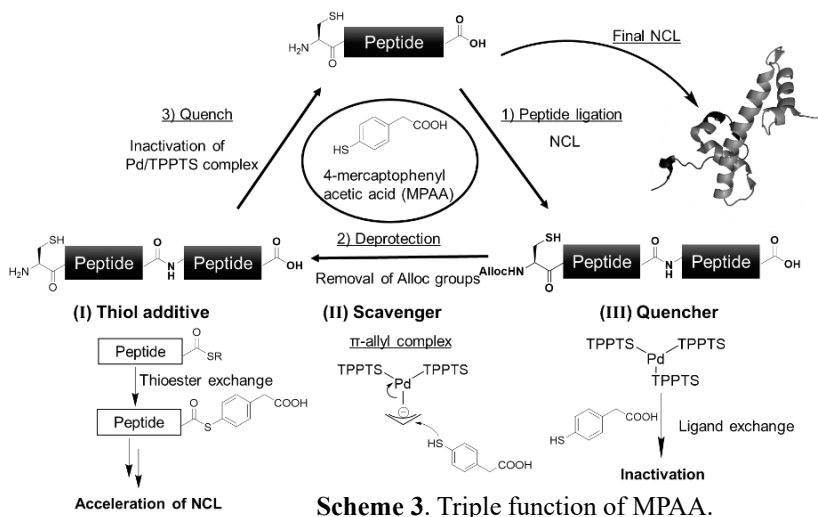 SH
H₂N
O
Peptide
O
OH
Final NCL
3) Quench
Inactivation of
Pd/TPPTS complex
COOH
HS
4-mercaptophenyl
acetic acid (MPAA)
1) Peptide ligation
NCL
SH
H₂N
O
Peptide
O
N
H
Peptide
O
OH
2) Deprotection
Removal of Alloc groups
SH
AllocHN
O
Peptide
O
N
H
Peptide
O
OH
(I) Thiol additive
(II) Scavenger
(III) Quencher
Peptide
O
SR
Thioester exchange
Peptide
O
S
COOH
Acceleration of NCL
π-allyl complex
TPPTS TPPTS
Pd
HS
COOH
TPPTS TPPTS
Pd
TPPTS
COOH
HS
Ligand exchange
Inactivation
Scheme 3. Triple function of MPAA.